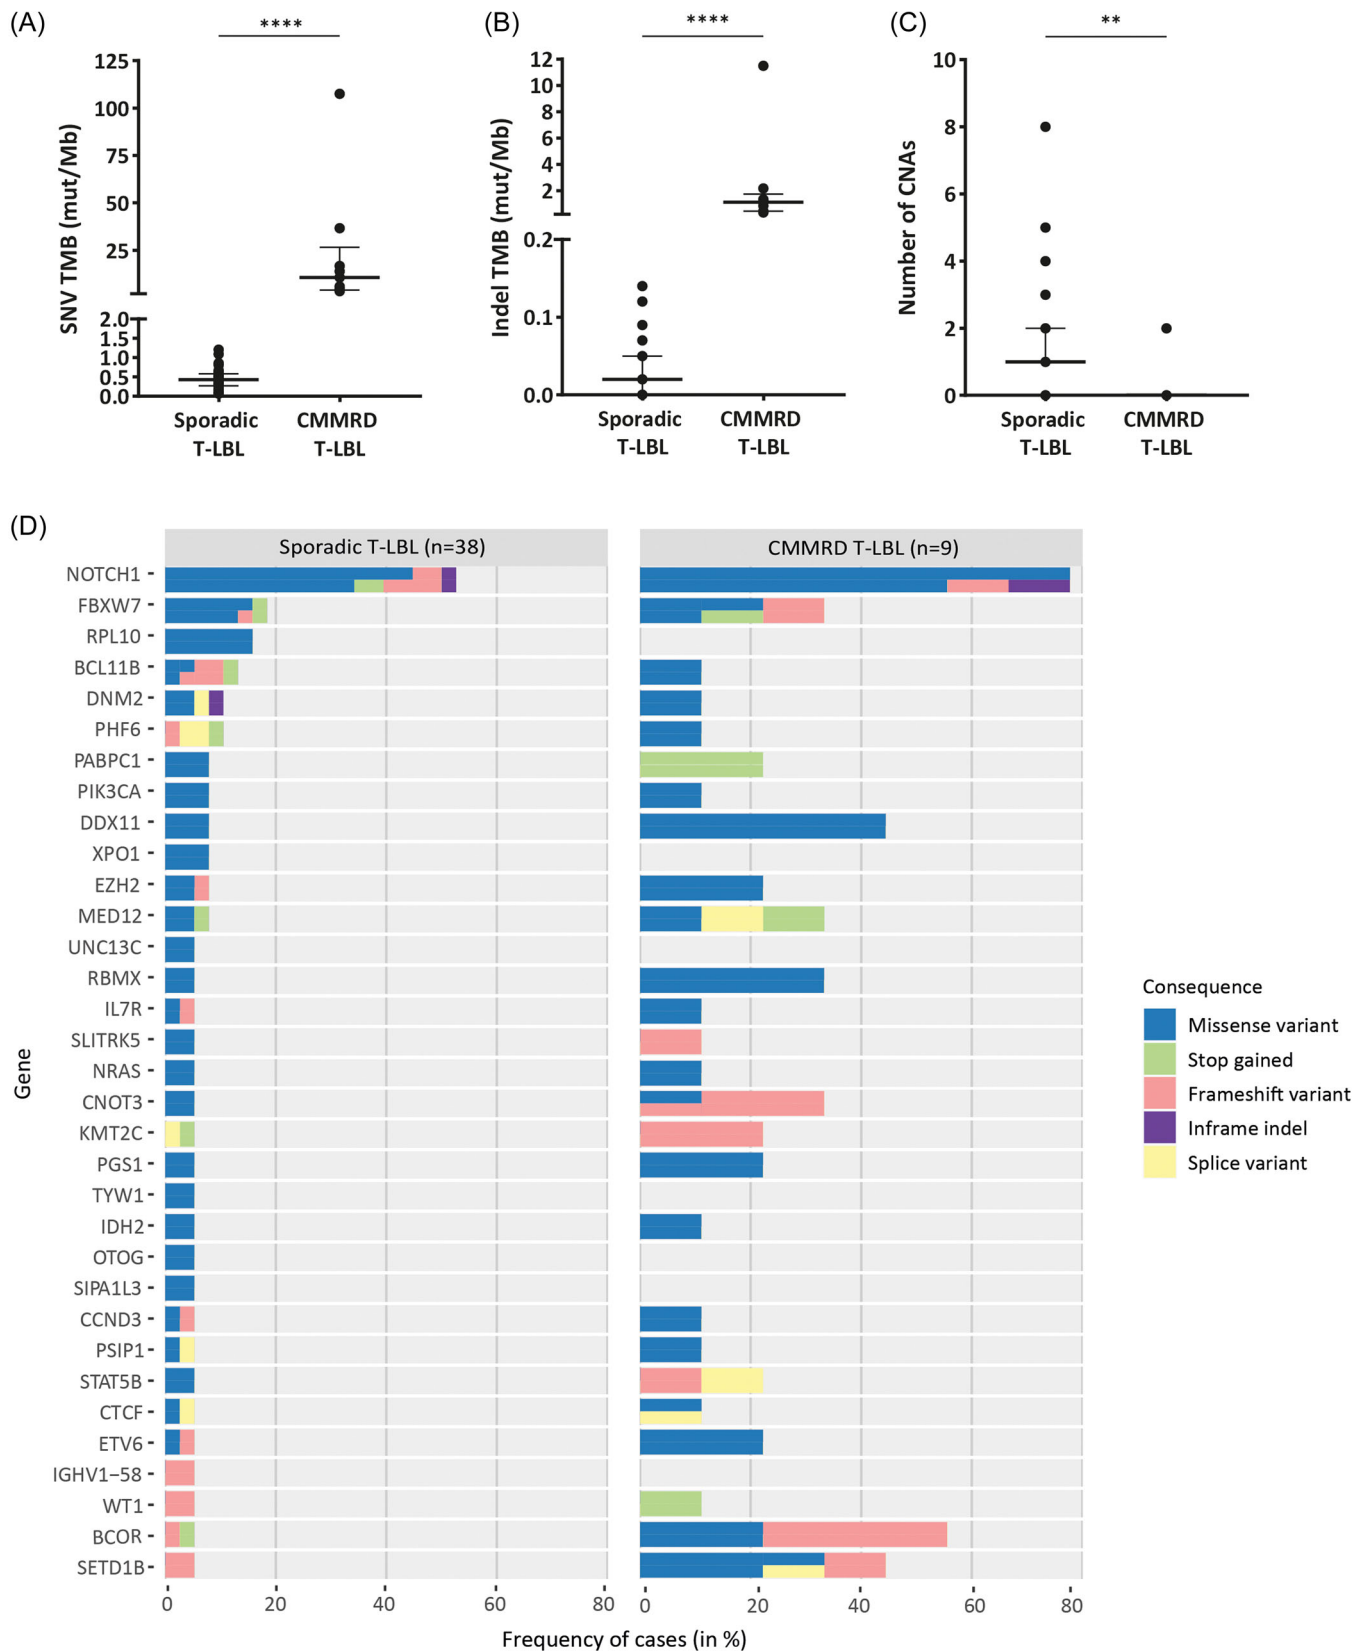 (A)
****
SNV TMB (mut/Mb)
125
100
75
50
25
2.0
1.5
1.0
0.5
0.0
Sporadic
T-LBL
CMMRD
T-LBL
(B)
****
Indel TMB (mut/Mb)
12
10
8
6
4
2
0.2
0.1
0.0
Sporadic
T-LBL
CMMRD
T-LBL
(C)
**
Number of CNAs
10
8
6
4
2
0
Sporadic
T-LBL
CMMRD
T-LBL
(D)
Sporadic T-LBL (n=38)
CMMRD T-LBL (n=9)
Gene
NOTCH1
FBXW7
RPL10
BCL11B
DNM2
PHF6
PABPC1
PIK3CA
DDX11
XPO1
EZH2
MED12
UNC13C
RBMX
IL7R
SLITRK5
NRAS
CNOT3
KMT2C
PGS1
TYW1
IDH2
OTOG
SIPA1L3
CCND3
PSIP1
STAT5B
CTCF
ETV6
IGHV1–58
WT1
BCOR
SETD1B
0 20 40 60 80
0 20 40 60 80
Frequency of cases (in %)
Consequence
Missense variant
Stop gained
Frameshift variant
Inframe indel
Splice variant